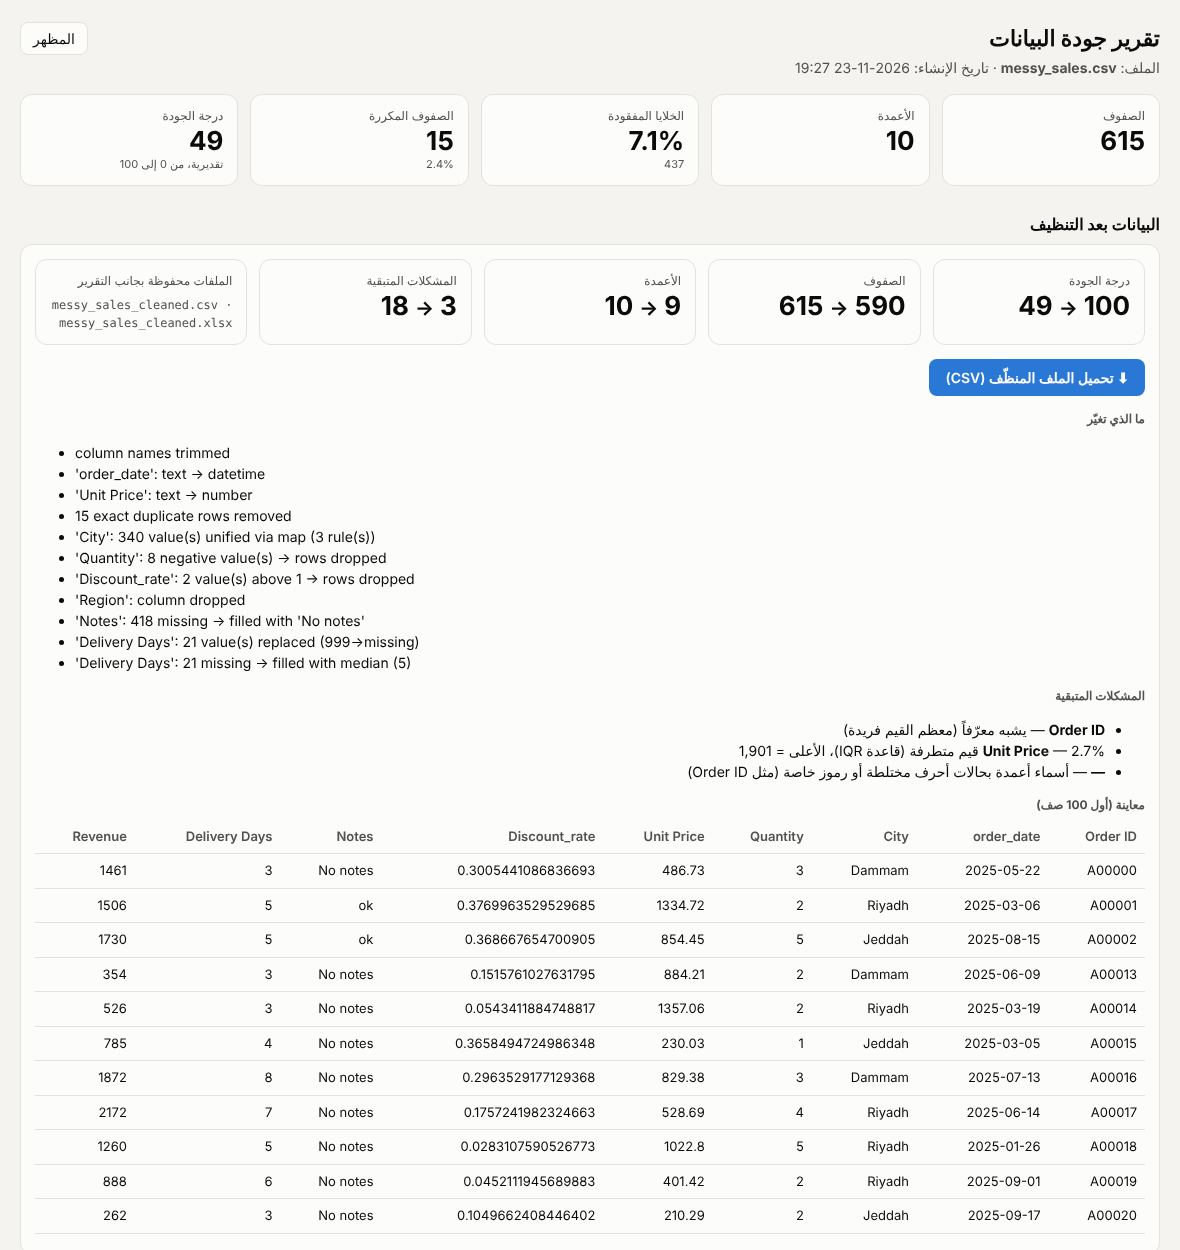 تقرير جودة البيانات
المظهر
الملف: messy_sales.csv · تاريخ الإنشاء: 2026-11-23 19:27
الصفوف
615
الأعمدة
10
الخلايا المفقودة
7.1%
437
الصفوف المكررة
15
2.4%
درجة الجودة
49
تقديرية، من 0 إلى 100
البيانات بعد التنظيف
درجة الجودة
49 → 100
الصفوف
615 → 590
الأعمدة
10 → 9
المشكلات المتبقية
18 → 3
الملفات محفوظة بجانب التقرير
messy_sales_cleaned.csv ·
messy_sales_cleaned.xlsx
⬇ تحميل الملف المنظّف (CSV)
ما الذي تغيّر
• column names trimmed
• 'order_date': text → datetime
• 'Unit Price': text → number
• 15 exact duplicate rows removed
• 'City': 340 value(s) unified via map (3 rule(s))
• 'Quantity': 8 negative value(s) → rows dropped
• 'Discount_rate': 2 value(s) above 1 → rows dropped
• 'Region': column dropped
• 'Notes': 418 missing → filled with 'No notes'
• 'Delivery Days': 21 value(s) replaced (999→missing)
• 'Delivery Days': 21 missing → filled with median (5)
المشكلات المتبقية
• Order ID — يشبه معرّفاً (معظم القيم فريدة)
• Unit Price — 2.7% قيم متطرفة (قاعدة IQR)، الأعلى = 1,901
• — — أسماء أعمدة بحالات أحرف مختلطة أو رموز خاصة (مثل Order ID)
معاينة (أول 100 صف)
Order ID order_date City Quantity Unit Price Discount_rate Notes Delivery Days Revenue
A00000 2025-05-22 Dammam 3 486.73 0.3005441086836693 No notes 3 1461
A00001 2025-03-06 Riyadh 2 1334.72 0.3769963529529685 ok 5 1506
A00002 2025-08-15 Jeddah 5 854.45 0.368667654700905 ok 5 1730
A00013 2025-06-09 Dammam 2 884.21 0.1515761027631795 No notes 3 354
A00014 2025-03-19 Riyadh 2 1357.06 0.0543411884748817 No notes 3 526
A00015 2025-03-05 Jeddah 1 230.03 0.3658494724986348 No notes 4 785
A00016 2025-07-13 Dammam 3 829.38 0.2963529177129368 No notes 8 1872
A00017 2025-06-14 Riyadh 4 528.69 0.1757241982324663 No notes 7 2172
A00018 2025-01-26 Riyadh 5 1022.8 0.0283107590526773 No notes 5 1260
A00019 2025-09-01 Riyadh 2 401.42 0.0452111945689883 No notes 6 888
A00020 2025-09-17 Jeddah 2 210.29 0.1049662408446402 No notes 3 262